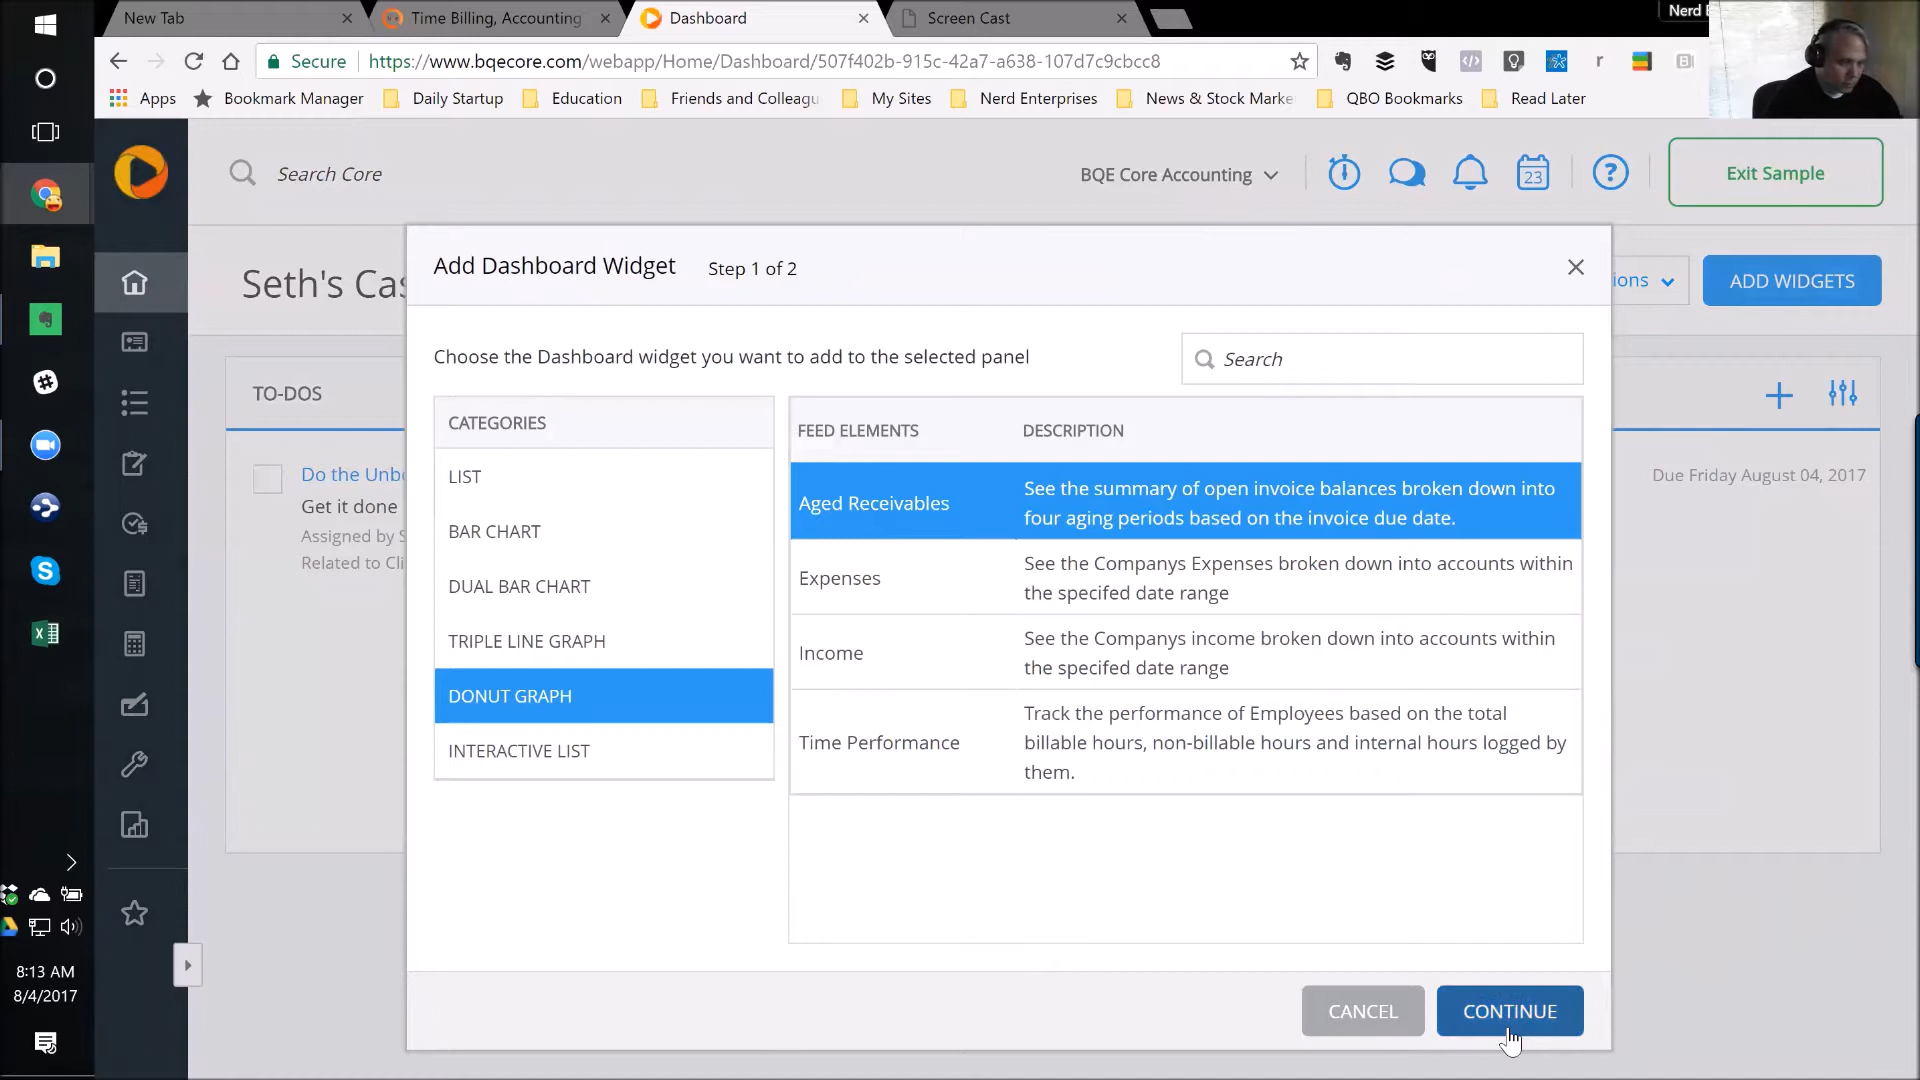 New Tab
Time Billing, Accounting
Dashboard
Screen Cast
Nerd
Secure
https://www.bqecore.com/webapp/Home/Dashboard/507f402b-915c-42a7-a638-107d7c9cbcc8
Apps
Bookmark Manager
Daily Startup
Education
Friends and Colleagu
My Sites
Nerd Enterprises
News & Stock Marke
QBO Bookmarks
Read Later
Search Core
BQE Core Accounting
23
Exit Sample
Seth's Cas
ions
ADD WIDGETS
Add Dashboard Widget
Step 1 of 2
Choose the Dashboard widget you want to add to the selected panel
Search
TO-DOS
Do the Unb
Get it done
Assigned by S
Related to Cli
Due Friday August 04, 2017
CATEGORIES
LIST
BAR CHART
DUAL BAR CHART
TRIPLE LINE GRAPH
DONUT GRAPH
INTERACTIVE LIST
FEED ELEMENTS
DESCRIPTION
Aged Receivables
See the summary of open invoice balances broken down into
four aging periods based on the invoice due date.
Expenses
See the Companys Expenses broken down into accounts within
the specifed date range
Income
See the Companys income broken down into accounts within
the specifed date range
Time Performance
Track the performance of Employees based on the total
billable hours, non-billable hours and internal hours logged by
them.
CANCEL
CONTINUE
8:13 AM
8/4/2017